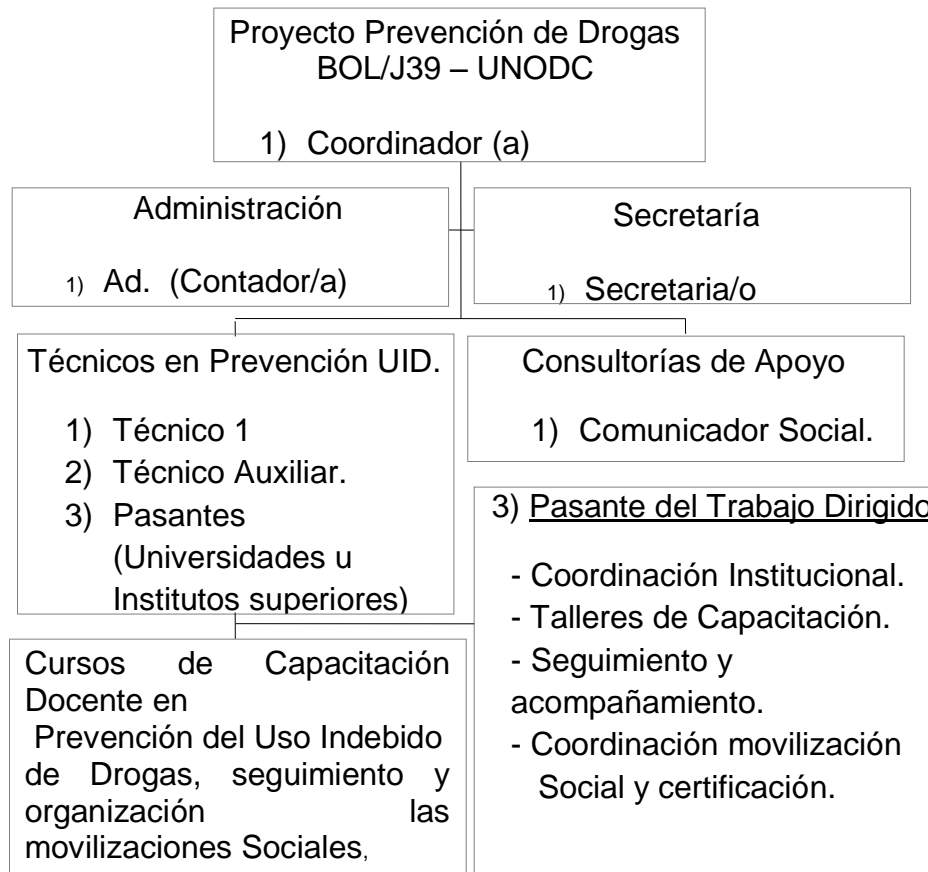 Proyecto Prevención de Drogas
BOL/J39 – UNODC
1) Coordinador (a)
Administración
1) Ad. (Contador/a)
Secretaría
1) Secretaria/o
Técnicos en Prevención UID.
1) Técnico 1
2) Técnico Auxiliar.
3) Pasantes
(Universidades u
Institutos superiores)
Consultorías de Apoyo
1) Comunicador Social.
3) Pasante del Trabajo Dirigido
- Coordinación Institucional.
- Talleres de Capacitación.
- Seguimiento y
acompañamiento.
- Coordinación movilización
Social y certificación.
Cursos de Capacitación
Docente en
Prevención del Uso Indebido
de Drogas, seguimiento y
organización las
movilizaciones Sociales,